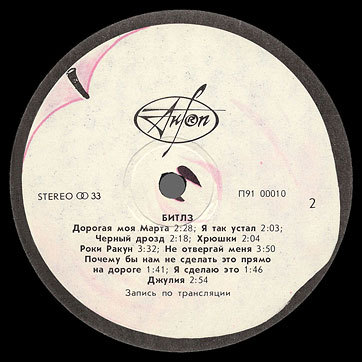 АнТроп
STEREO 33
П91 00010
2
БИТЛЗ
Дорогая моя Марта 2:28; Я так устал 2:03;
Черный дрозд 2:18; Хрюшки 2:04
Роки Ракун 3:32; Не отвергай меня 3:50
Почему бы нам не сделать это прямо
на дороге 1:41; Я сделаю это 1:46
Джулия 2:54
Запись по трансляции